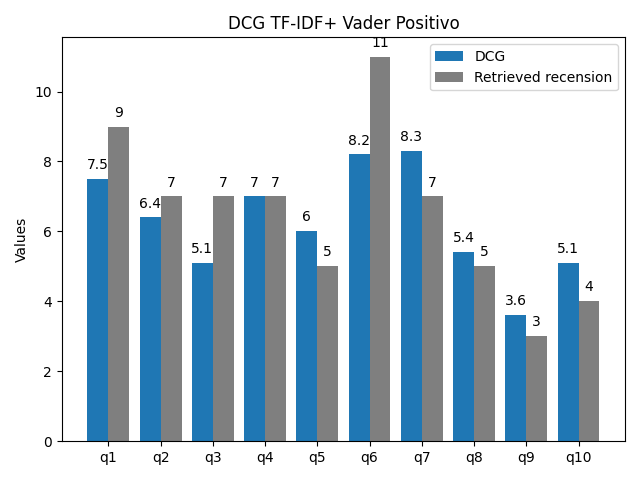 DCG TF-IDF+ Vader Positivo
DCG
Retrieved recension
Values
10
8
6
4
2
0
7.5
9
6.4
7
5.1
7
7
7
6
5
8.2
11
8.3
7
5.4
5
3.6
3
5.1
4
q1
q2
q3
q4
q5
q6
q7
q8
q9
q10